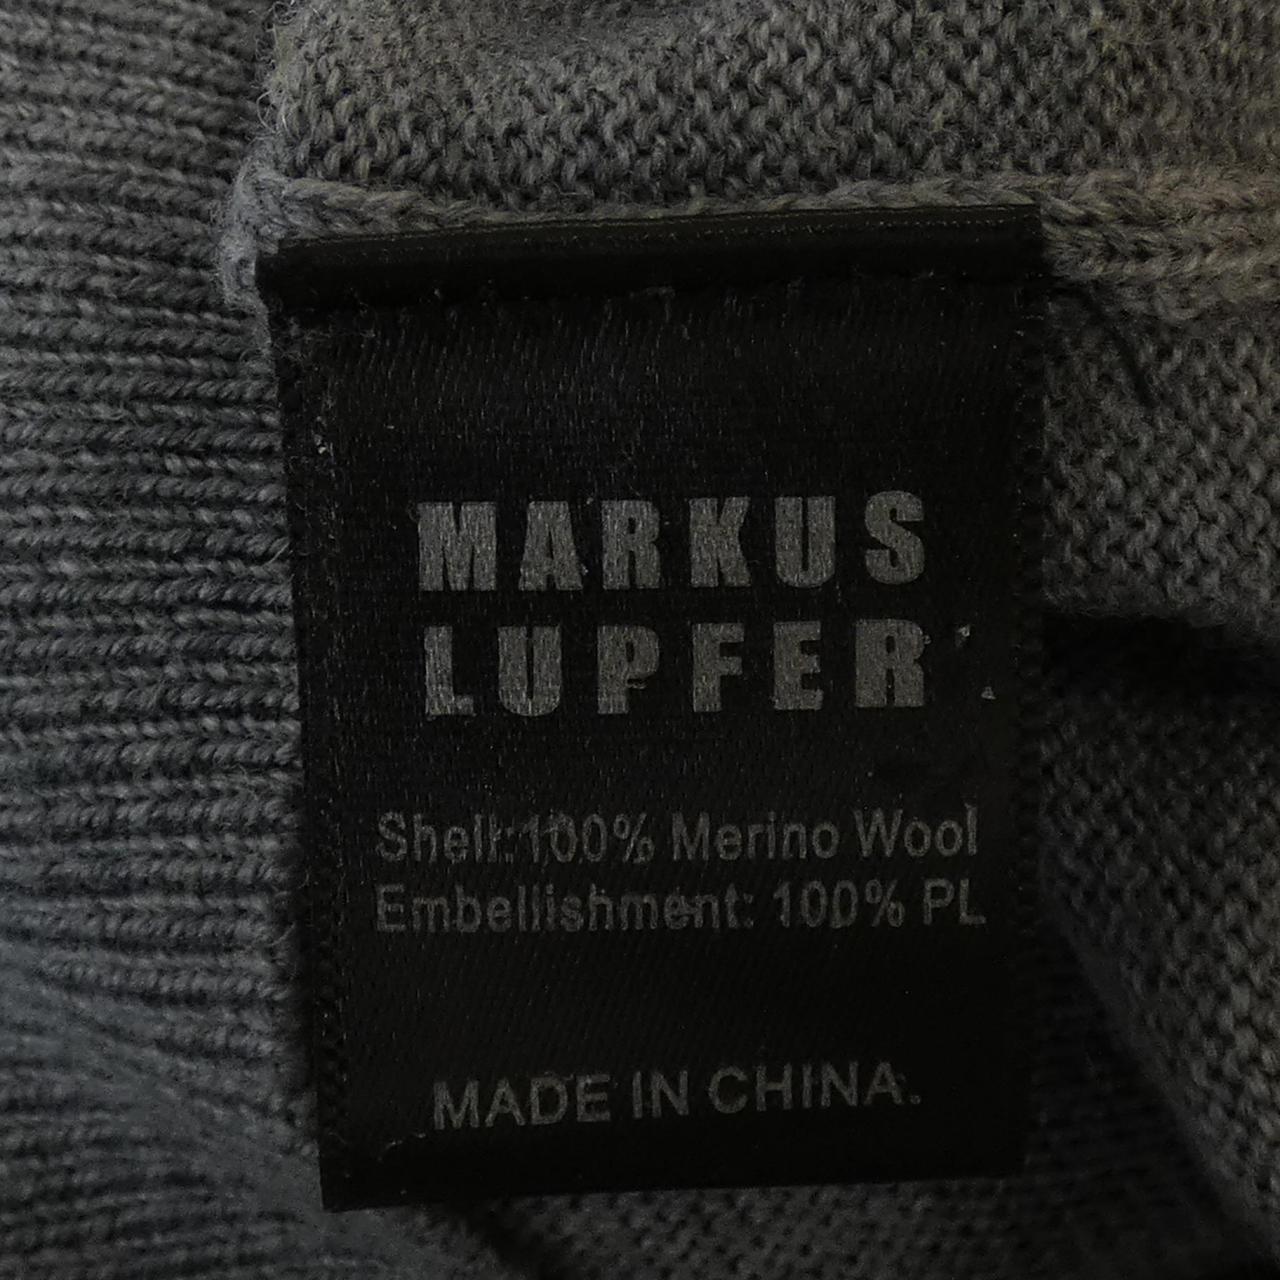 MARKUS
LUPFER
Shell:100% Merino Wool
Embellishment: 100% PL
MADE IN CHINA.